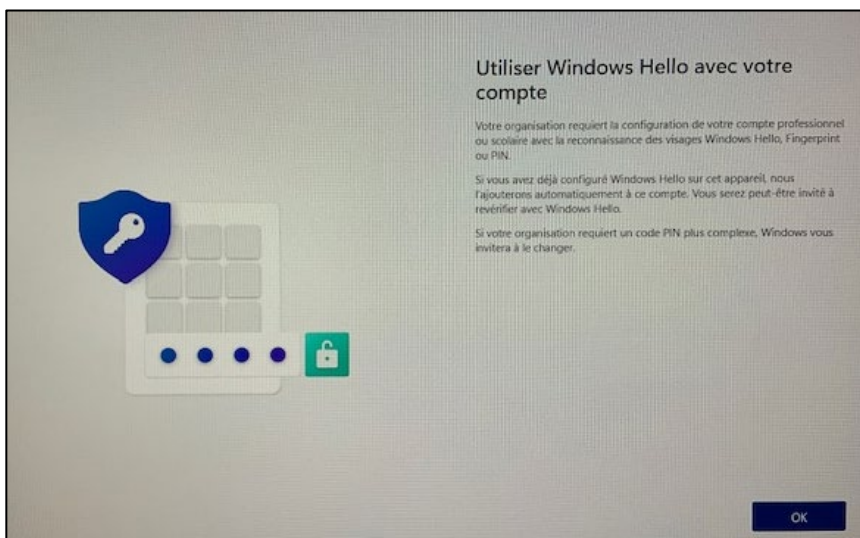 Utiliser Windows Hello avec votre
compte
Votre organisation requiert la configuration de votre compte professionnel
ou scolaire avec la reconnaissance des visages Windows Hello, Fingerprint
ou PIN.
Si vous avez déjà configuré Windows Hello sur cet appareil, nous
l'ajouterons automatiquement à ce compte. Vous serez peut-être invité à
revérifier avec Windows Hello.
Si votre organisation requiert un code PIN plus complexe, Windows vous
invitera à le changer.
OK